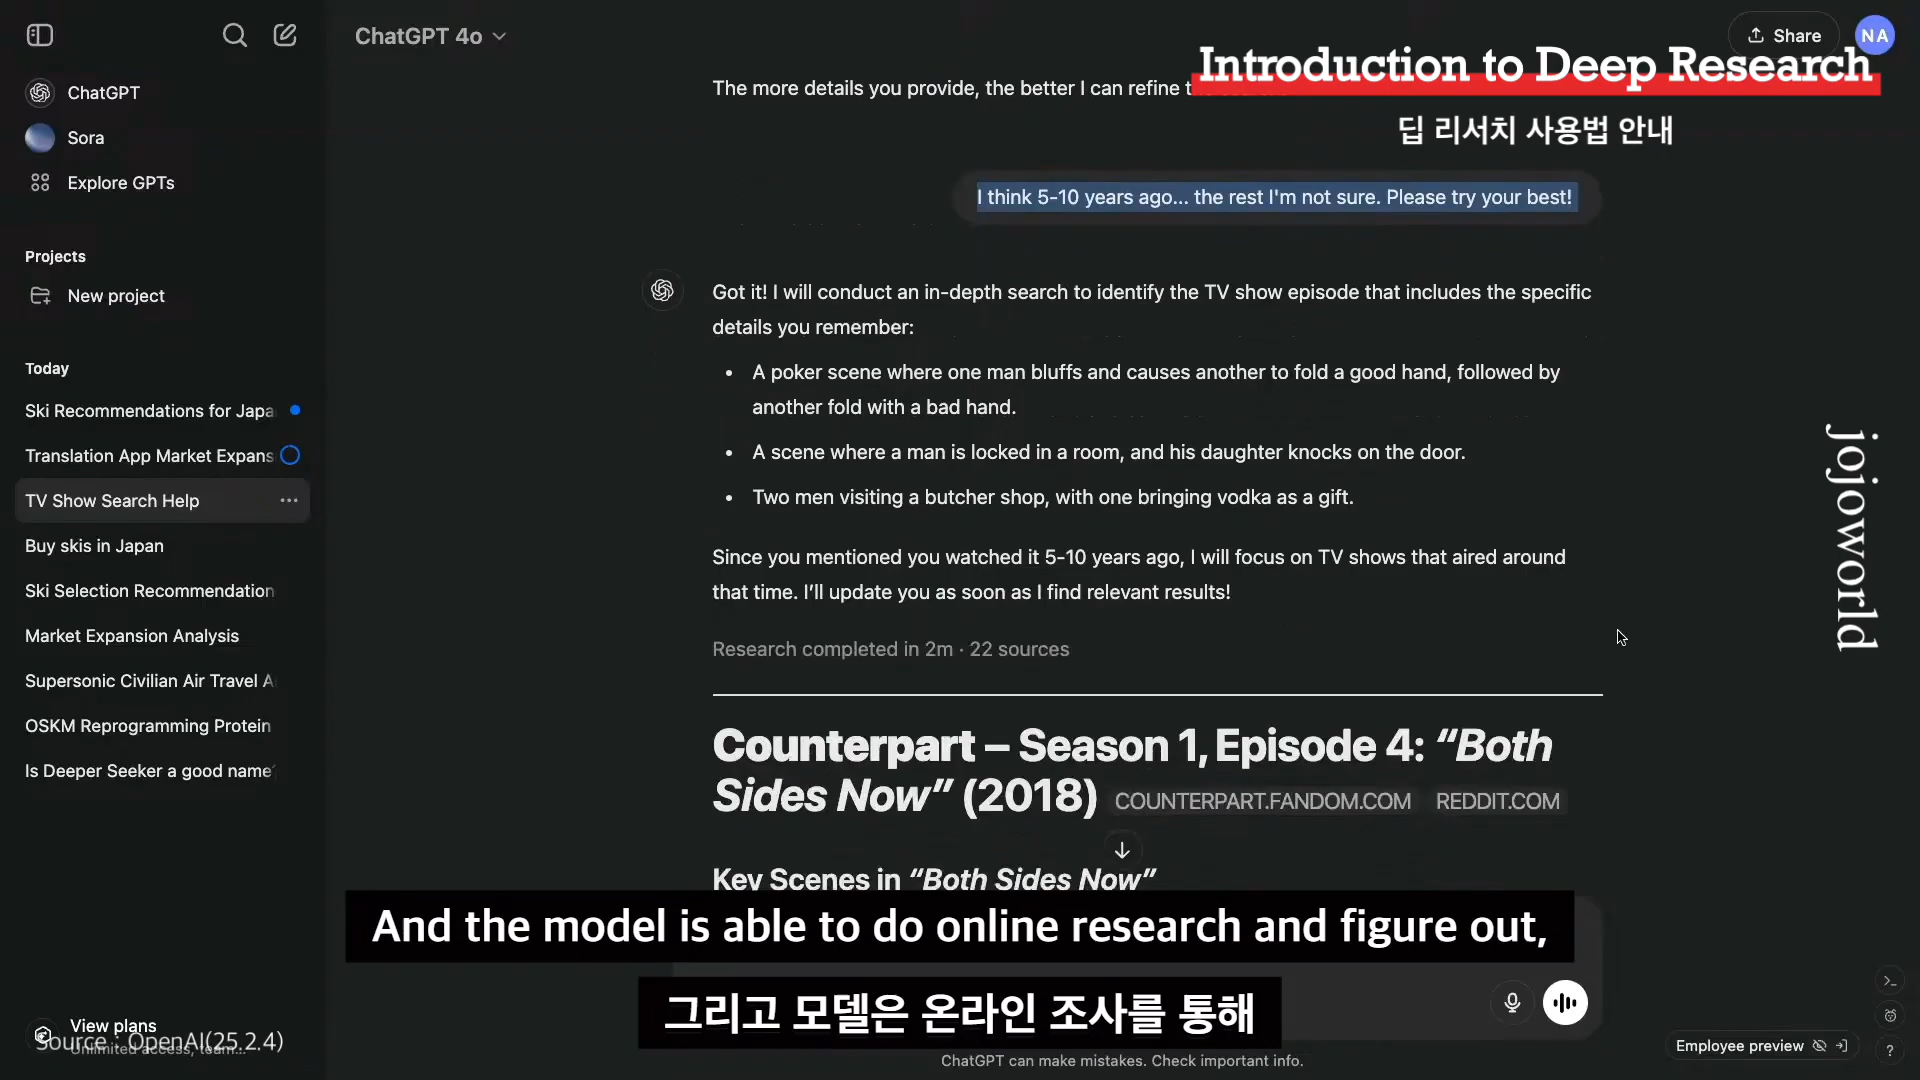 ChatGPT 4o
Share
NA
Introduction to Deep Research
딥 리서치 사용법 안내
ChatGPT
Sora
Explore GPTs
Projects
New project
Today
Ski Recommendations for Japa
Translation App Market Expans
TV Show Search Help
Buy skis in Japan
Ski Selection Recommendation
Market Expansion Analysis
Supersonic Civilian Air Travel A
OSKM Reprogramming Protein
Is Deeper Seeker a good name
View plans
Unlimited access, team...
Source : OpenAI(25.2.4)
The more details you provide, the better I can refine
I think 5-10 years ago... the rest I'm not sure. Please try your best!
Got it! I will conduct an in-depth search to identify the TV show episode that includes the specific
details you remember:
• A poker scene where one man bluffs and causes another to fold a good hand, followed by
another fold with a bad hand.
• A scene where a man is locked in a room, and his daughter knocks on the door.
• Two men visiting a butcher shop, with one bringing vodka as a gift.
Since you mentioned you watched it 5-10 years ago, I will focus on TV shows that aired around
that time. I’ll update you as soon as I find relevant results!
Research completed in 2m · 22 sources
Counterpart – Season 1, Episode 4: “Both
Sides Now” (2018) COUNTERPART.FANDOM.COM REDDIT.COM
Key Scenes in “Both Sides Now”
And the model is able to do online research and figure out,
그리고 모델은 온라인 조사를 통해
ChatGPT can make mistakes. Check important info.
Employee preview
?
jojoworld